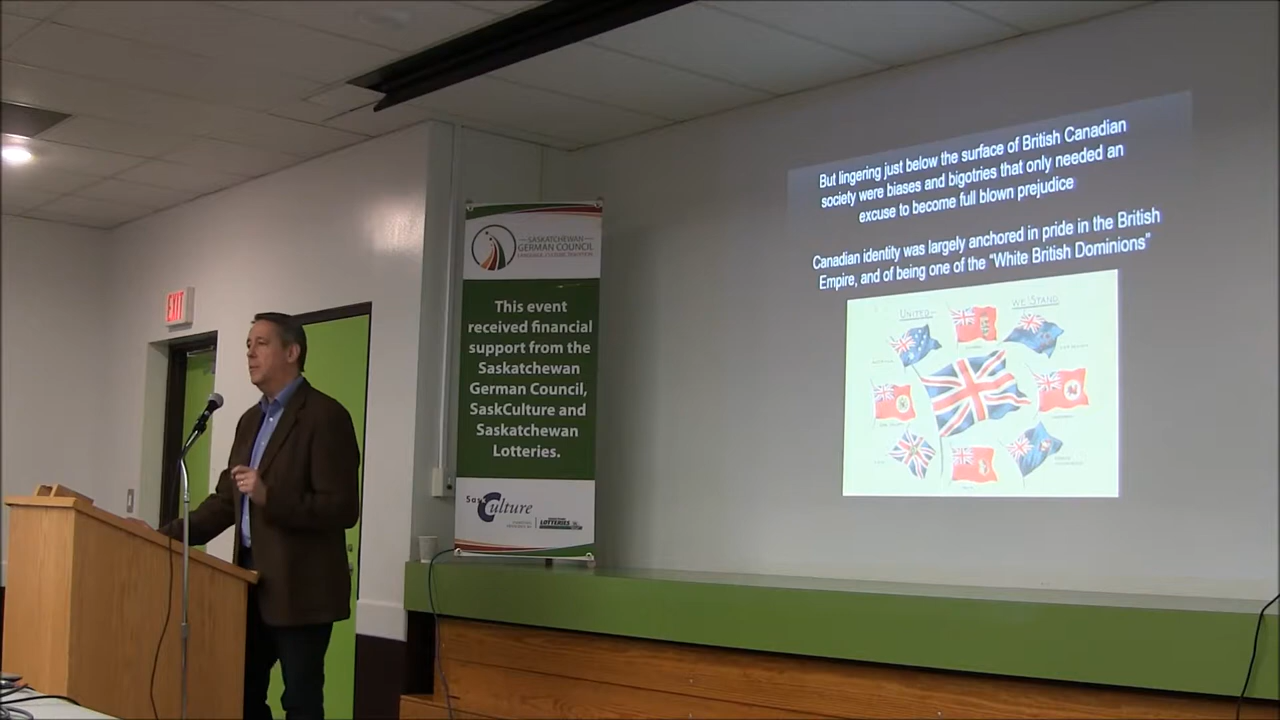 EXIT
SASKATCHEWAN
GERMAN COUNCIL
LANGUAGE, CULTURE, TRADITION
This event
received financial
support from the
Saskatchewan
German Council,
SaskCulture and
Saskatchewan
Lotteries.
SaskCulture
LOTTERIES
But lingering just below the surface of British Canadian
society were biases and bigotries that only needed an
excuse to become full blown prejudice
Canadian identity was largely anchored in pride in the British
Empire, and of being one of the "White British Dominions"
UNITED- WE STAND.